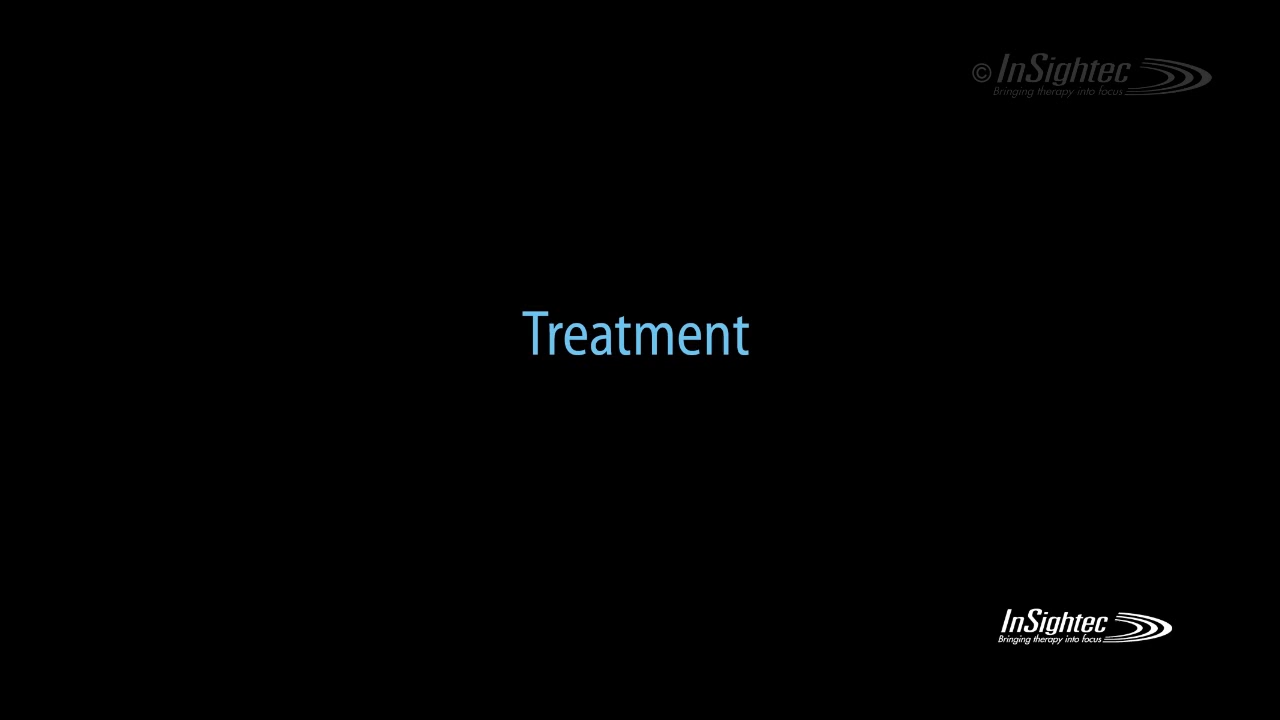 © InSightec
Bringing therapy into focus
Treatment
InSightec
Bringing therapy into focus